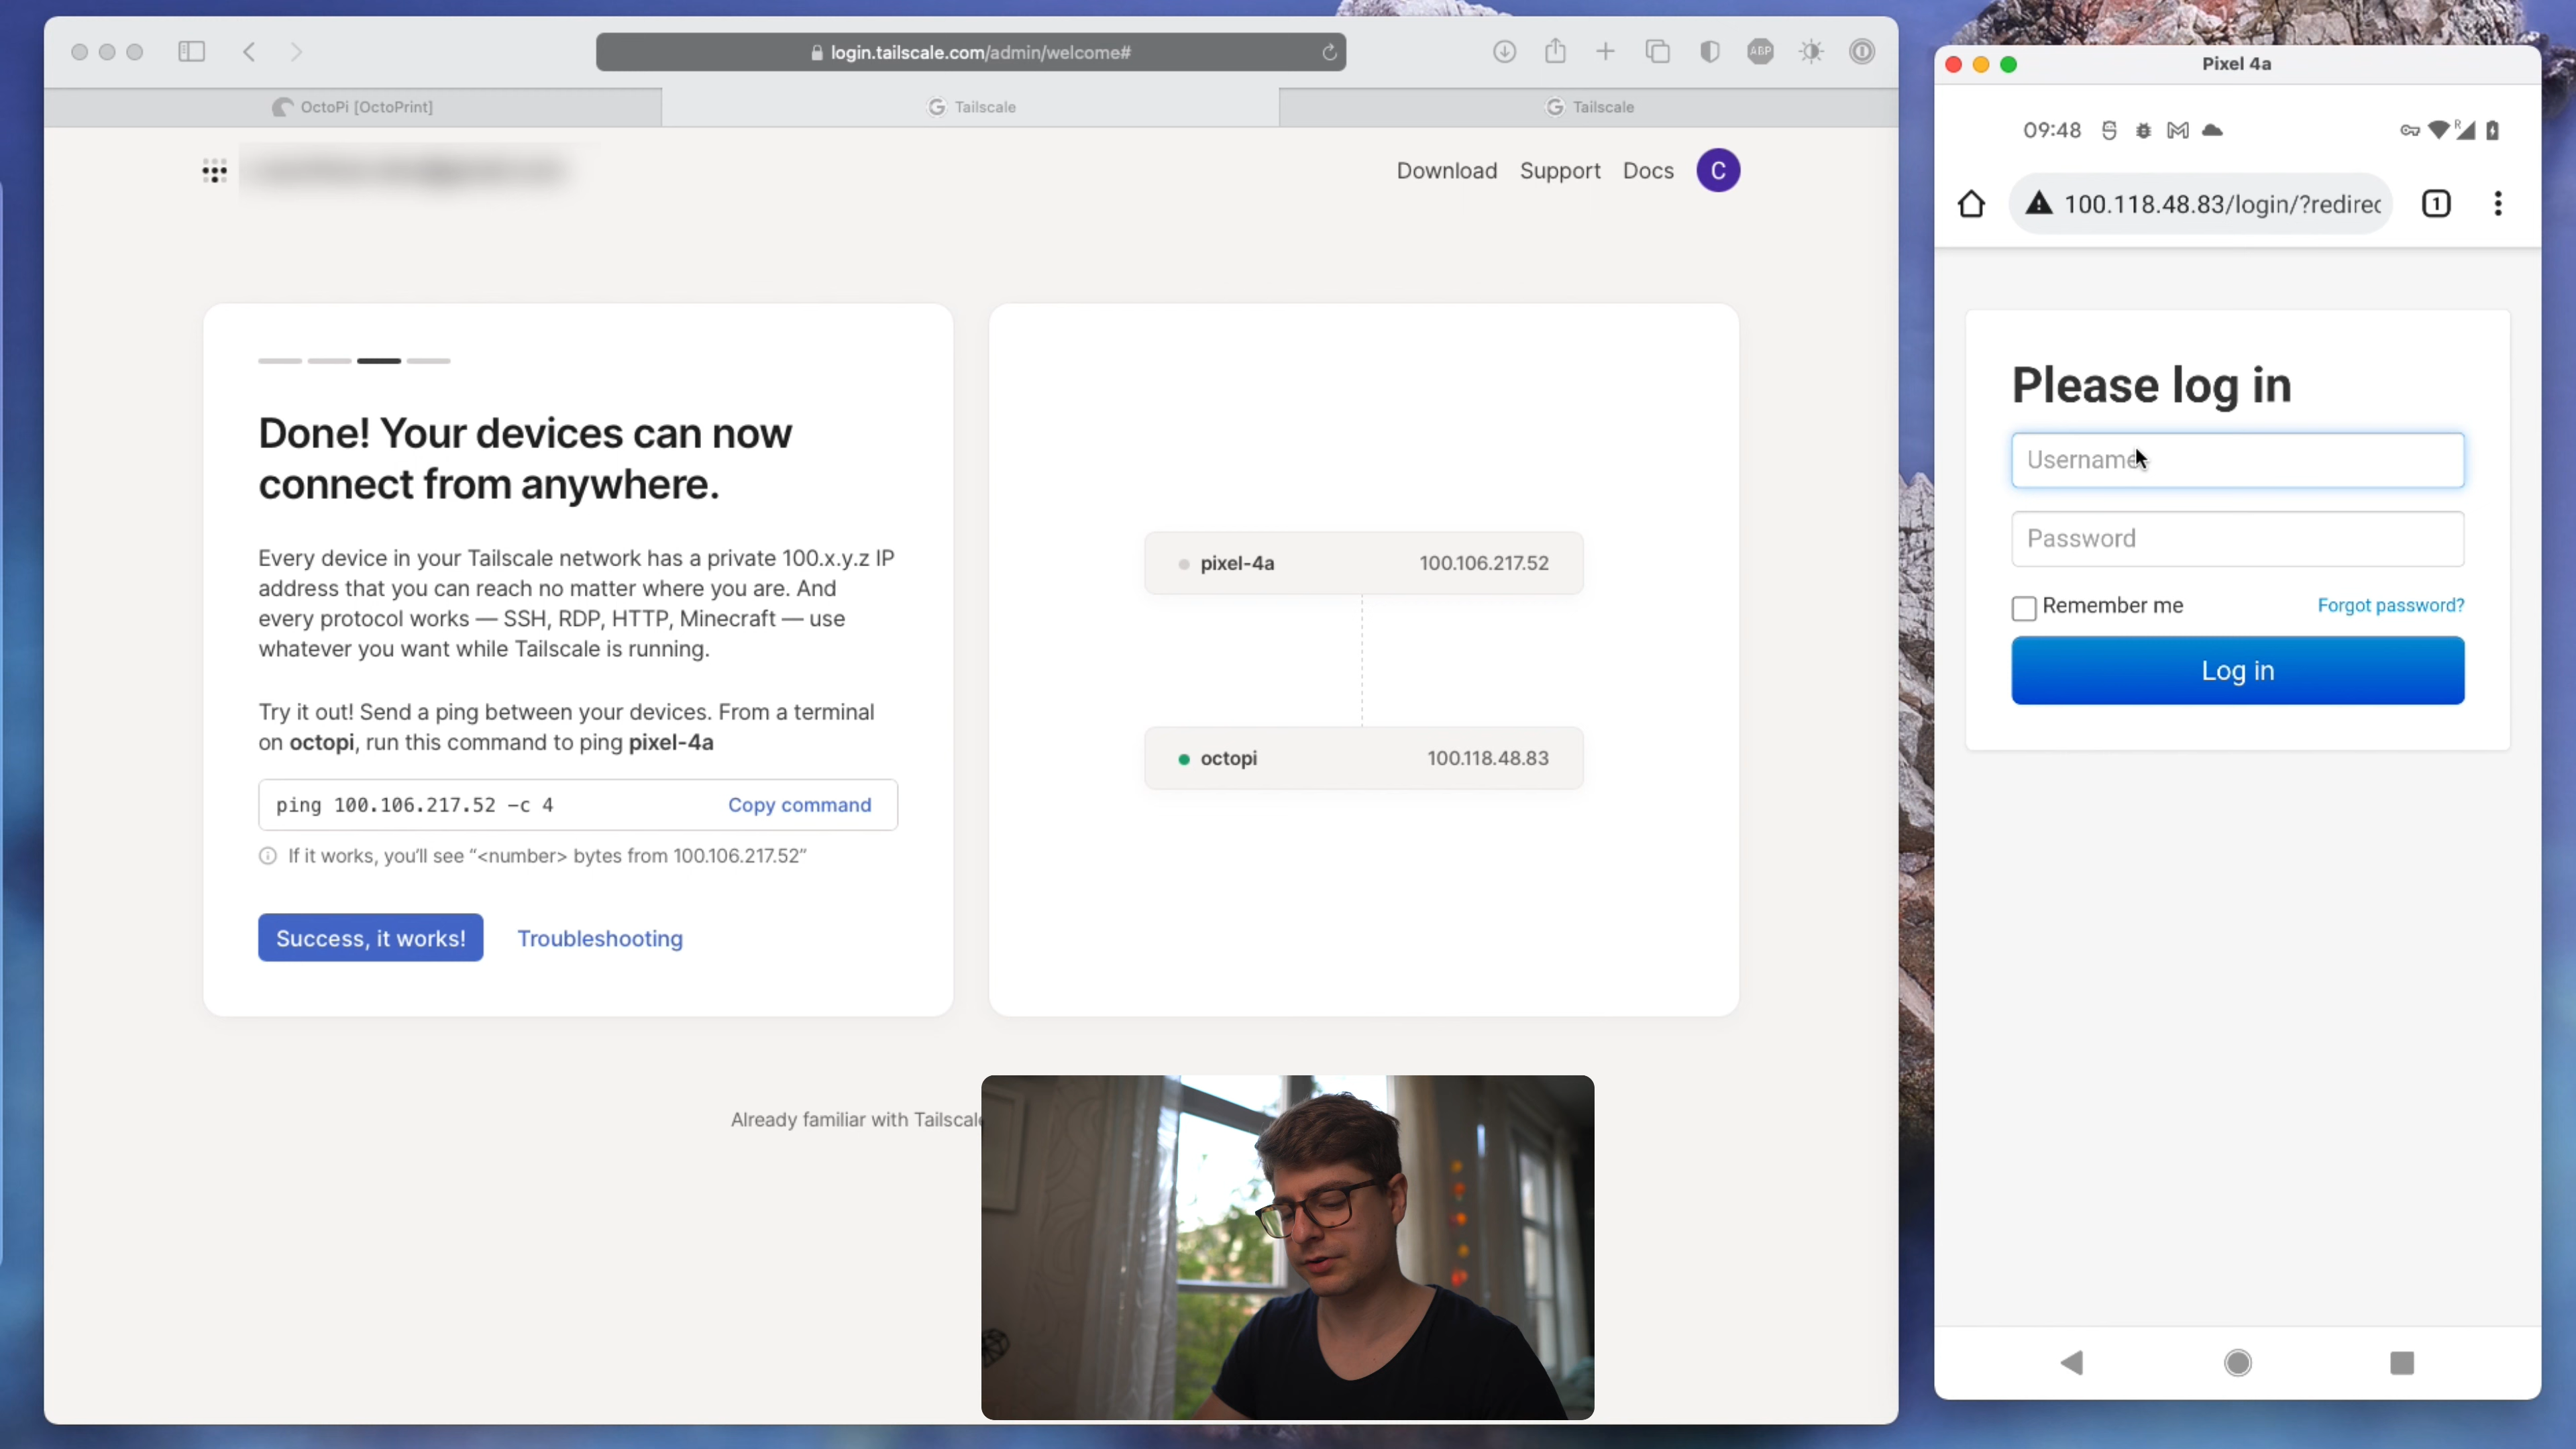 login.tailscale.com/admin/welcome#
ABP
OctoPi [OctoPrint]
Tailscale
Tailscale
Download
Support
Docs
C
Done! Your devices can now
connect from anywhere.
Every device in your Tailscale network has a private 100.x.y.z IP
address that you can reach no matter where you are. And
every protocol works — SSH, RDP, HTTP, Minecraft — use
whatever you want while Tailscale is running.
Try it out! Send a ping between your devices. From a terminal
on octopi, run this command to ping pixel-4a
ping 100.106.217.52 -c 4
Copy command
If it works, you'll see “<number> bytes from 100.106.217.52”
Success, it works!
Troubleshooting
pixel-4a
100.106.217.52
octopi
100.118.48.83
Already familiar with Tailscale
Pixel 4a
09:48
R
100.118.48.83/login/?redirec
1
Please log in
Username
Password
Remember me
Forgot password?
Log in